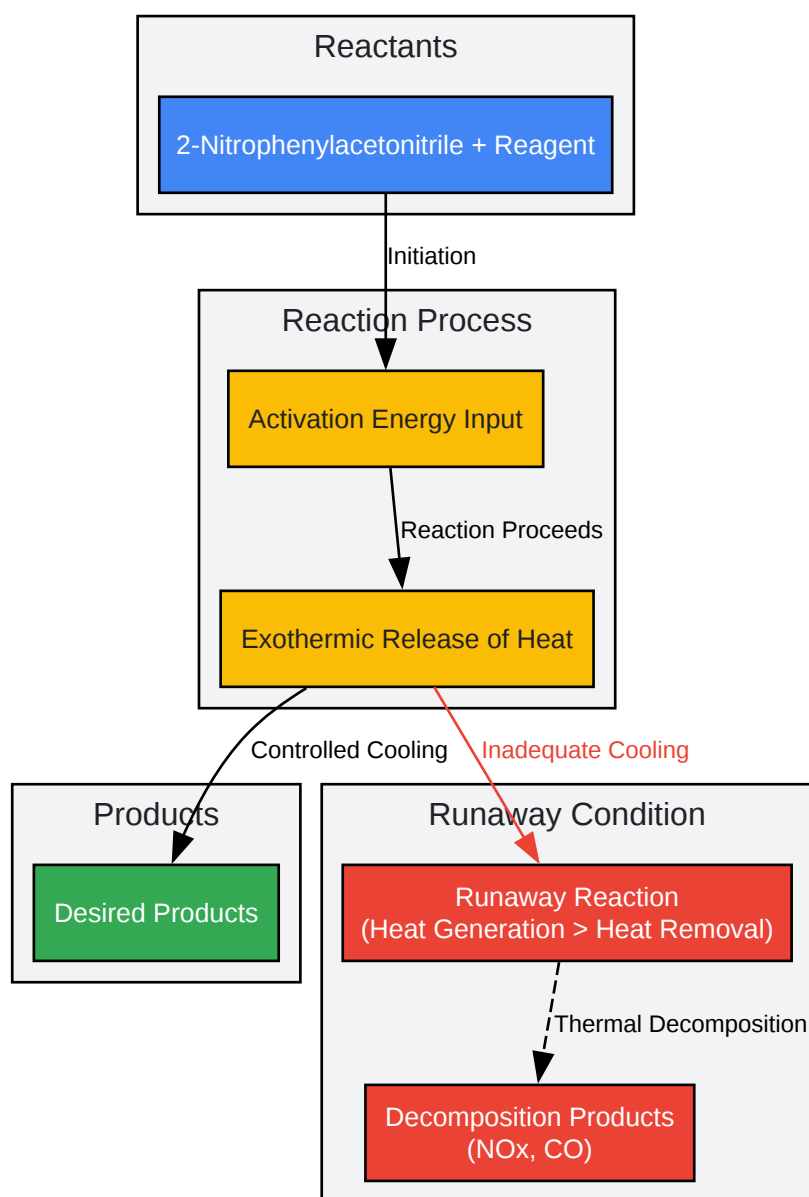 Reactants
2-Nitrophenylacetonitrile + Reagent
Initiation
Reaction Process
Activation Energy Input
Reaction Proceeds
Exothermic Release of Heat
Controlled Cooling
Inadequate Cooling
Products
Desired Products
Runaway Condition
Runaway Reaction
(Heat Generation > Heat Removal)
Thermal Decomposition
Decomposition Products
(NOx, CO)